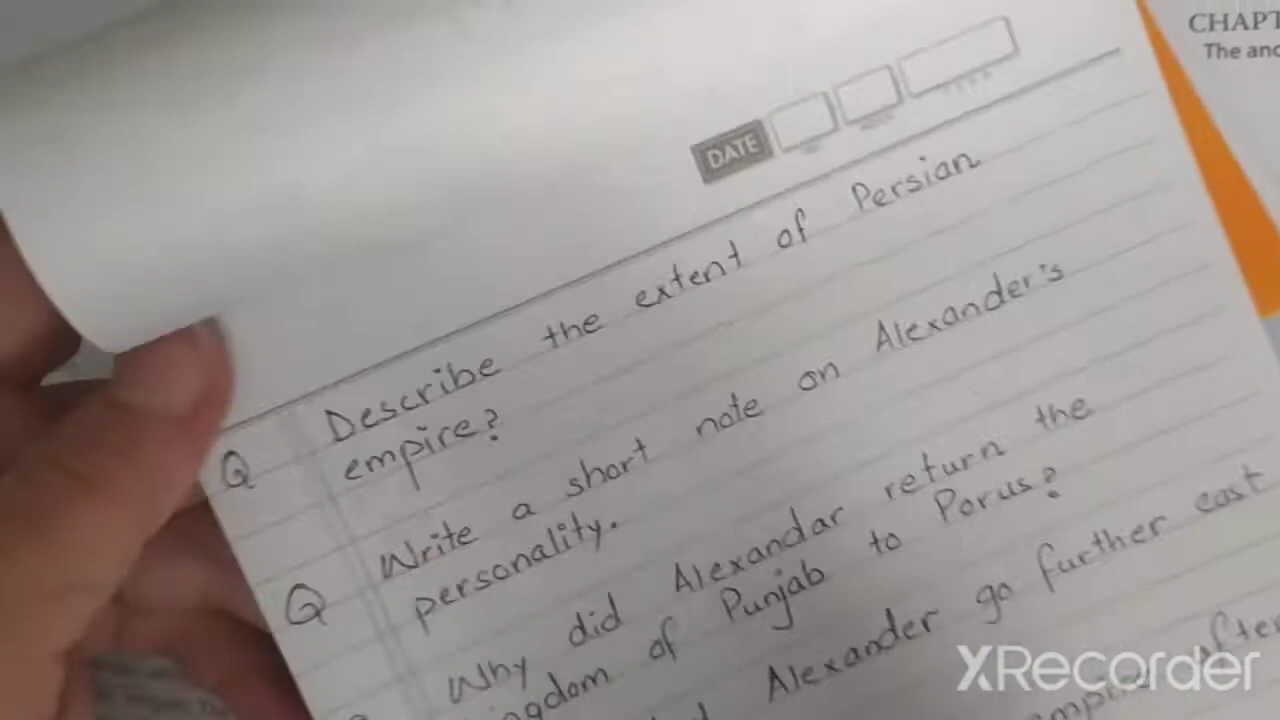 CHAPT
The anc
DATE
Q Describe the extent of Persian
empire?
Q Write a short note on Alexander's
personality.
Why did Alexandar return the
of Punjab to Porus?
Alexander go further east
after
XRecorder